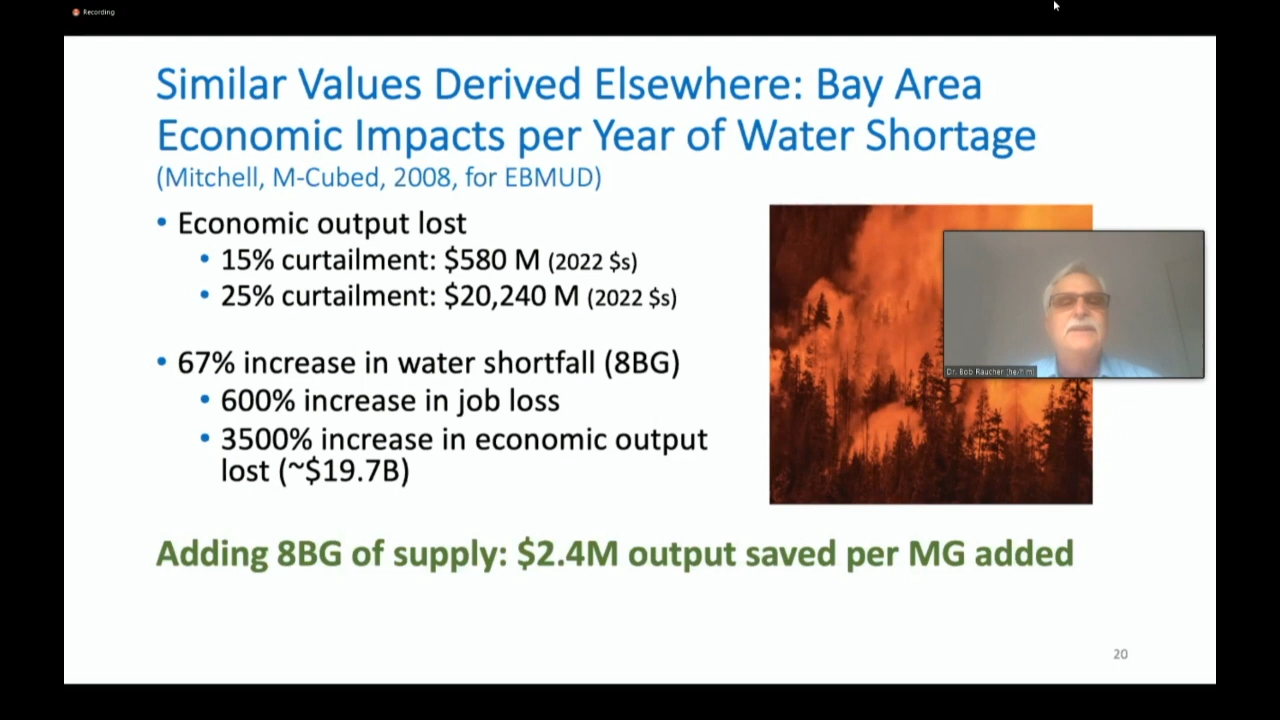 Recording
Similar Values Derived Elsewhere: Bay Area
Economic Impacts per Year of Water Shortage
(Mitchell, M-Cubed, 2008, for EBMUD)
• Economic output lost
• 15% curtailment: $580 M (2022 $s)
• 25% curtailment: $20,240 M (2022 $s)
• 67% increase in water shortfall (8BG)
• 600% increase in job loss
• 3500% increase in economic output
lost (~$19.7B)
Dr. Bob Raucher (he/him)
Adding 8BG of supply: $2.4M output saved per MG added
20